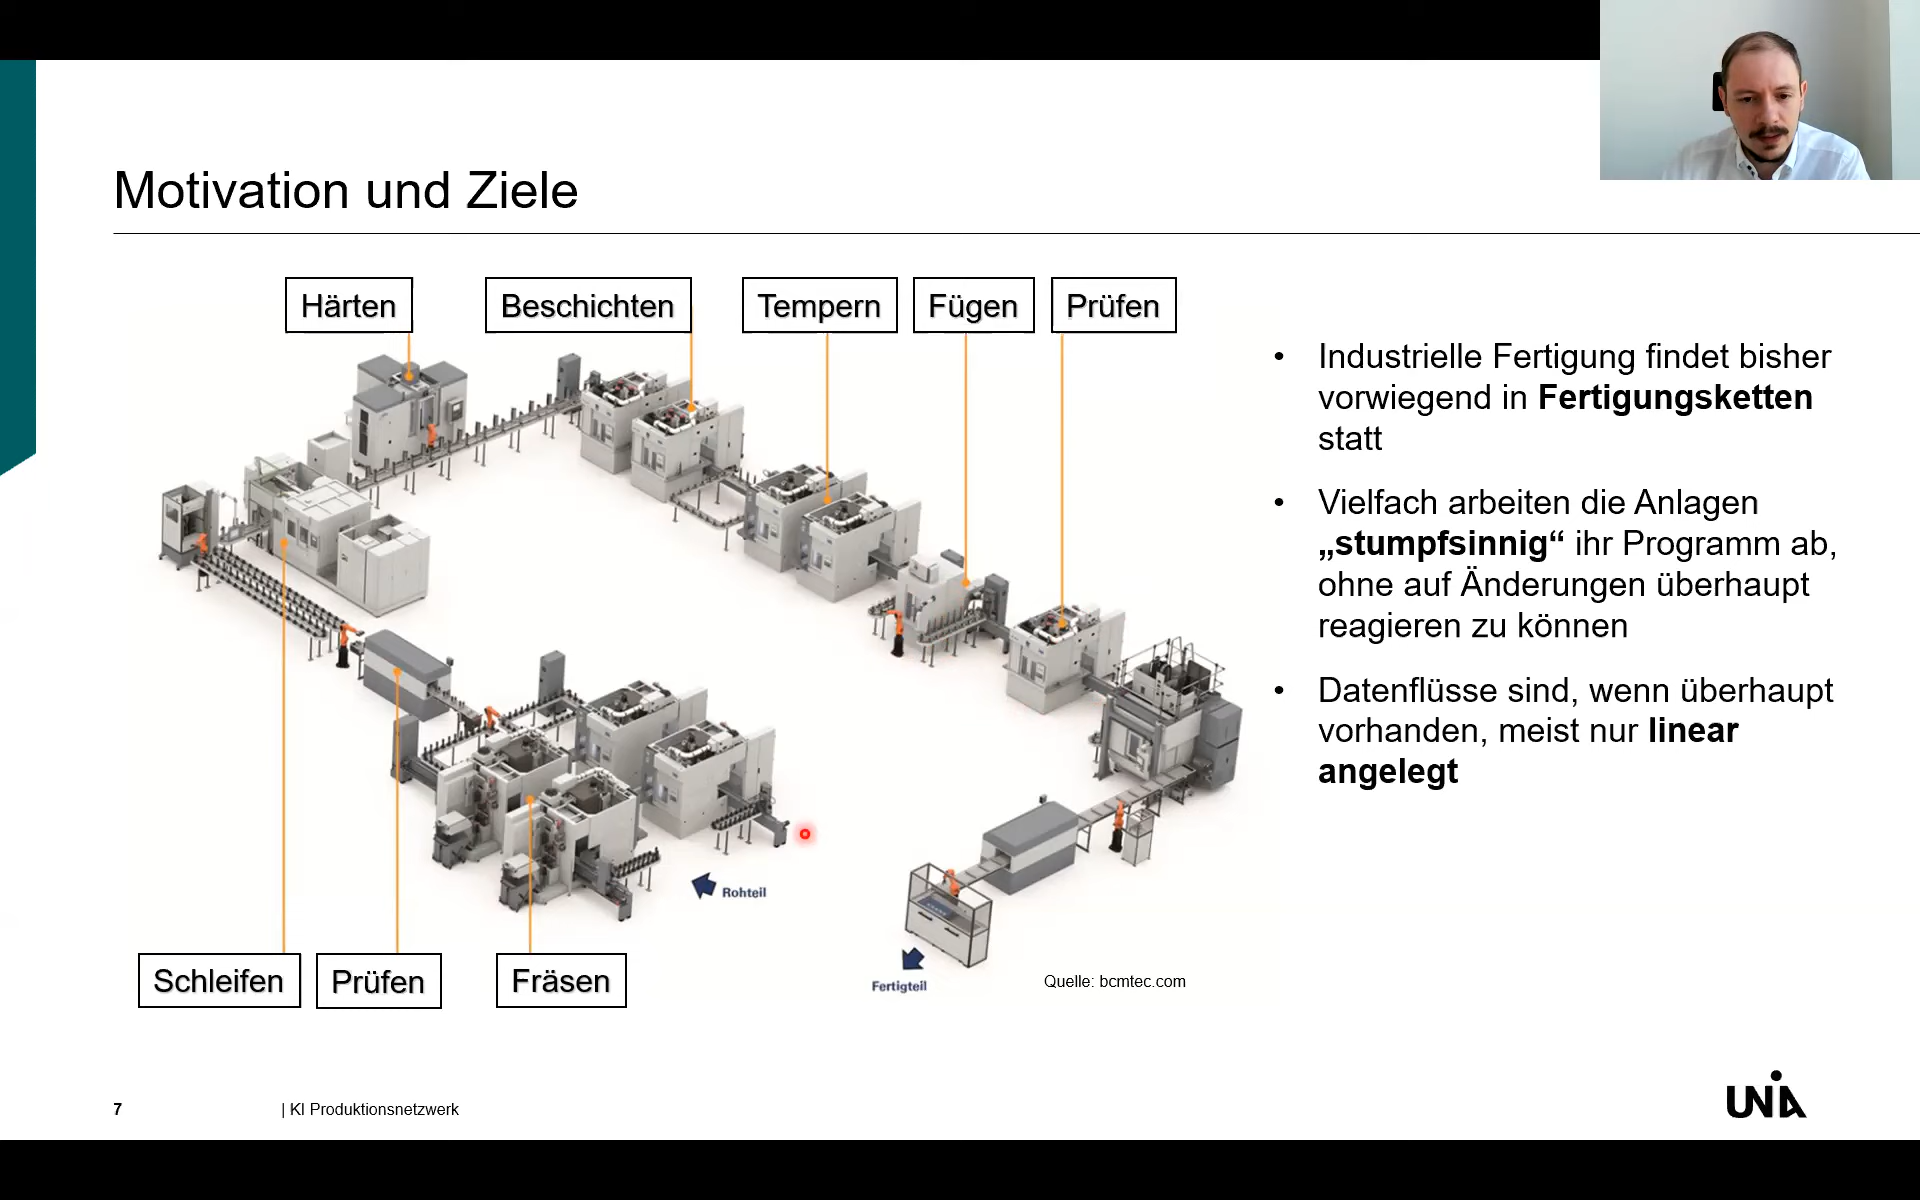 Motivation und Ziele
Härten
Beschichten
Tempern
Fügen
Prüfen
• Industrielle Fertigung findet bisher
vorwiegend in Fertigungsketten
statt
• Vielfach arbeiten die Anlagen
„stumpfsinnig“ ihr Programm ab,
ohne auf Änderungen überhaupt
reagieren zu können
• Datenflüsse sind, wenn überhaupt
vorhanden, meist nur linear
angelegt
Rohteil
Fertigteil
Quelle: bcmtec.com
Schleifen
Prüfen
Fräsen
7
| KI Produktionsnetzwerk
UNIA